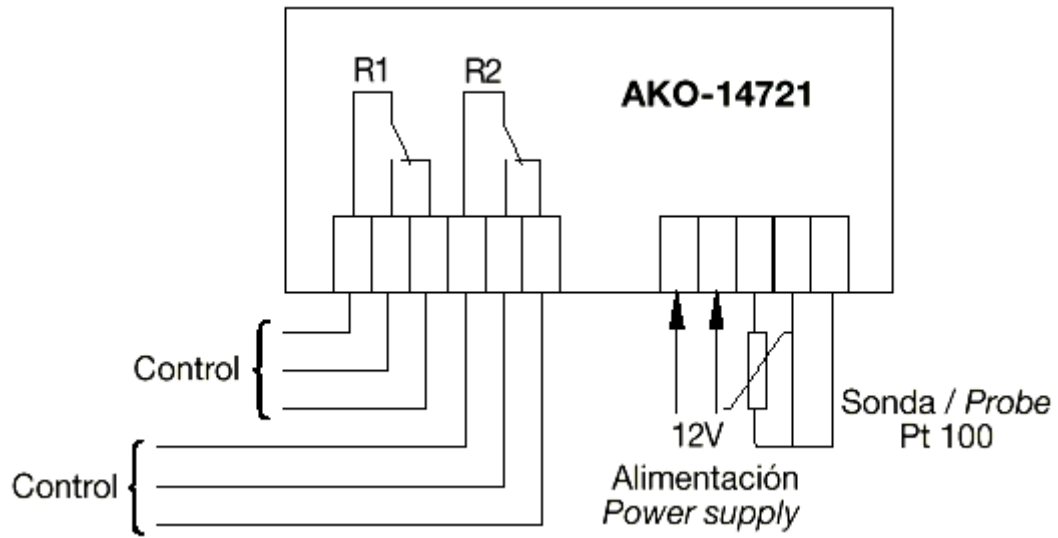 R1
R2
AKO-14721
Control
Control
12V
Alimentación
Power supply
Sonda / Probe
Pt 100